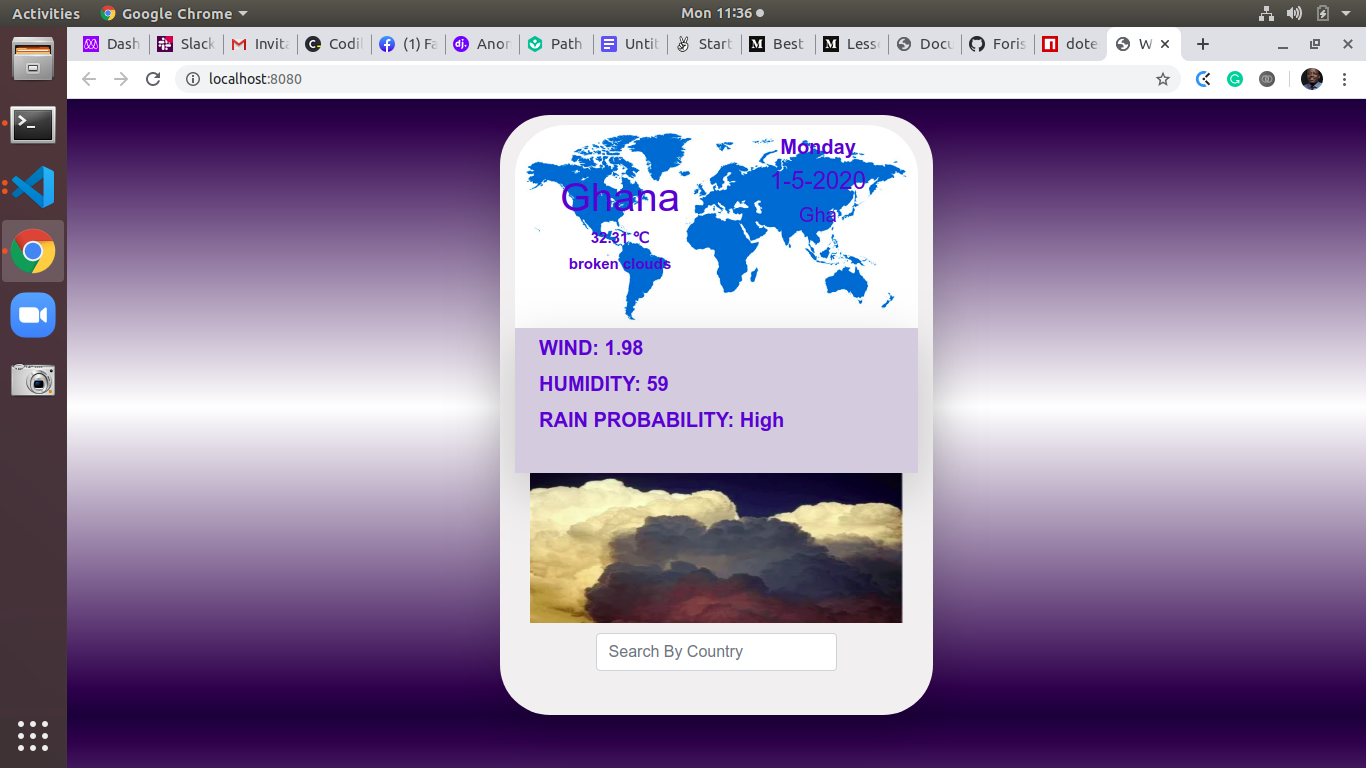 Activities
Google Chrome
Mon 11:36
Dash
Slack
Invita
Codil
(1) Fa
Anor
Path
Untit
Start
Best
Less
Docu
Foris
dote
W
localhost:8080
Monday
1-5-2020
Gha
Ghana
32.31 ℃
broken clouds
WIND: 1.98
HUMIDITY: 59
RAIN PROBABILITY: High
Search By Country